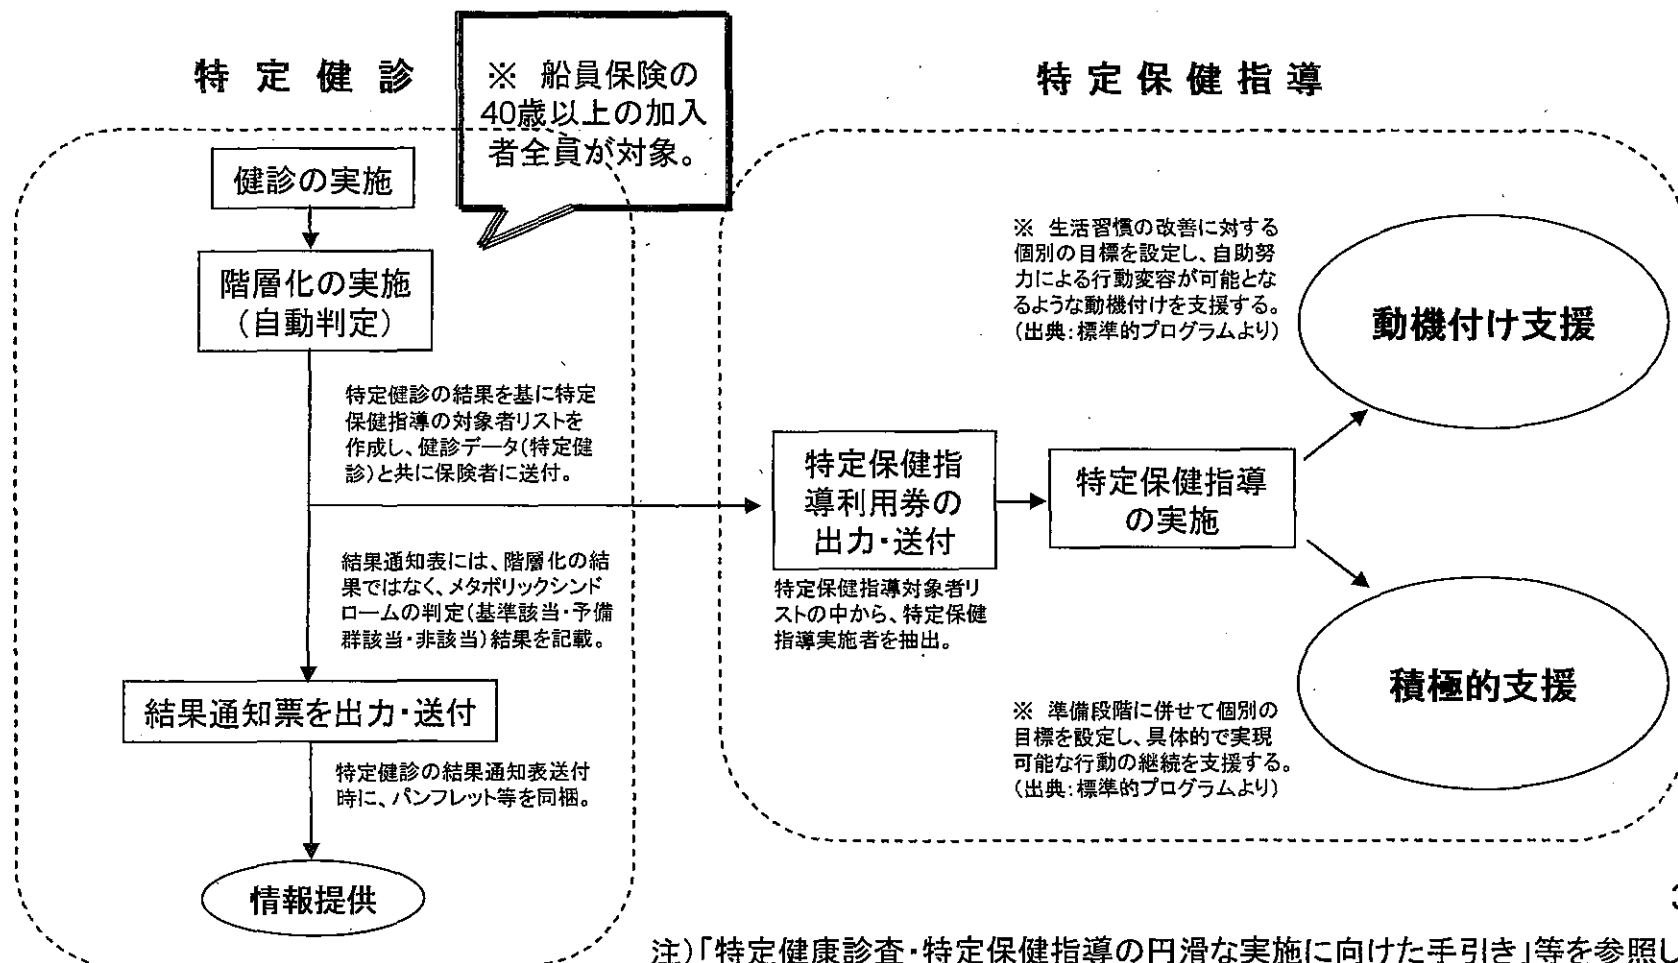 特定健診
※ 船員保険の
40歳以上の加入
者全員が対象。
健診の実施
階層化の実施
(自動判定)
特定健診の結果を基に特定
保健指導の対象者リストを
作成し、健診データ(特定健
診)と共に保険者に送付。
結果通知表には、階層化の結
果ではなく、メタボリックシンド
ロームの判定(基準該当・予備
群該当・非該当)結果を記載。
結果通知票を出力・送付
特定健診の結果通知表送付
時に、パンフレット等を同梱。
情報提供
特定保健指導
※ 生活習慣の改善に対する
個別の目標を設定し、自助努
力による行動変容が可能とな
るような動機付けを支援する。
(出典:標準的プログラムより)
動機付け支援
特定保健指
導利用券の
出力・送付
特定保健指導対象者リ
ストの中から、特定保健
指導実施者を抽出。
特定保健指導
の実施
積極的支援
※ 準備段階に併せて個別の
目標を設定し、具体的で実現
可能な行動の継続を支援する。
(出典:標準的プログラムより)
注)「特定健康診査・特定保健指導の円滑な実施に向けた手引き」等を参照し